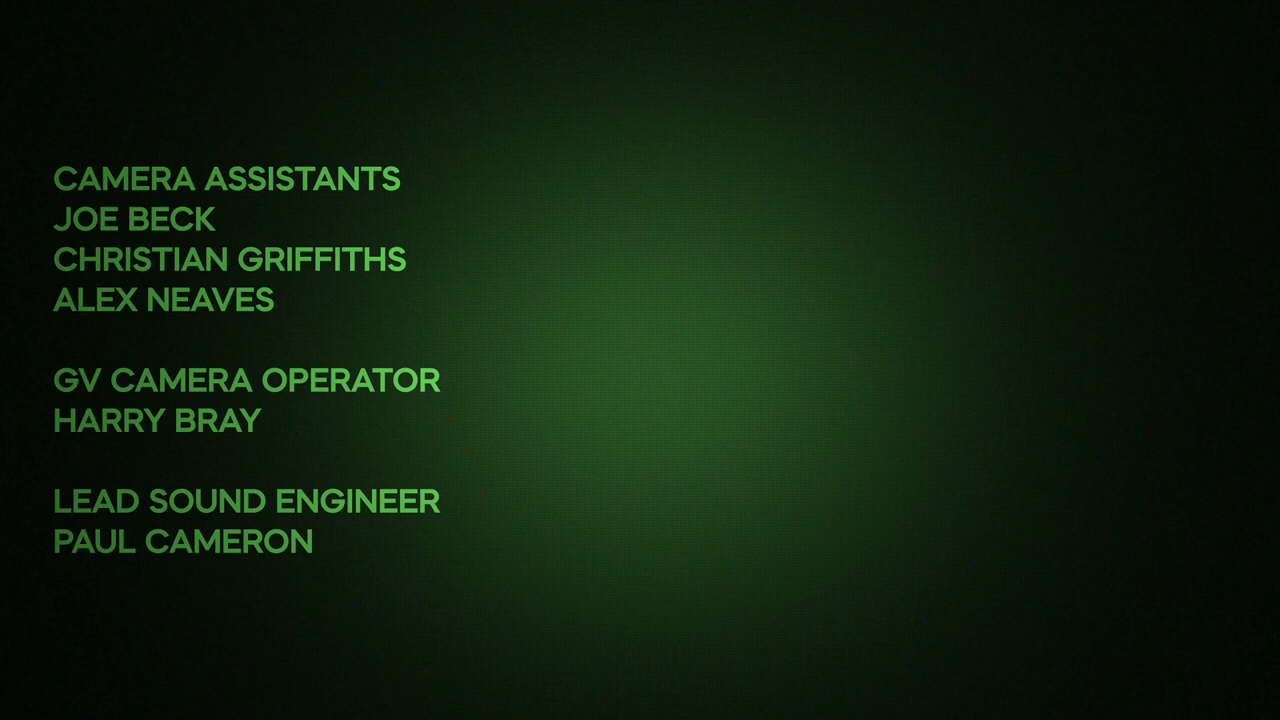 CAMERA ASSISTANTS
JOE BECK
CHRISTIAN GRIFFITHS
ALEX NEAVES
GV CAMERA OPERATOR
HARRY BRAY
LEAD SOUND ENGINEER
PAUL CAMERON